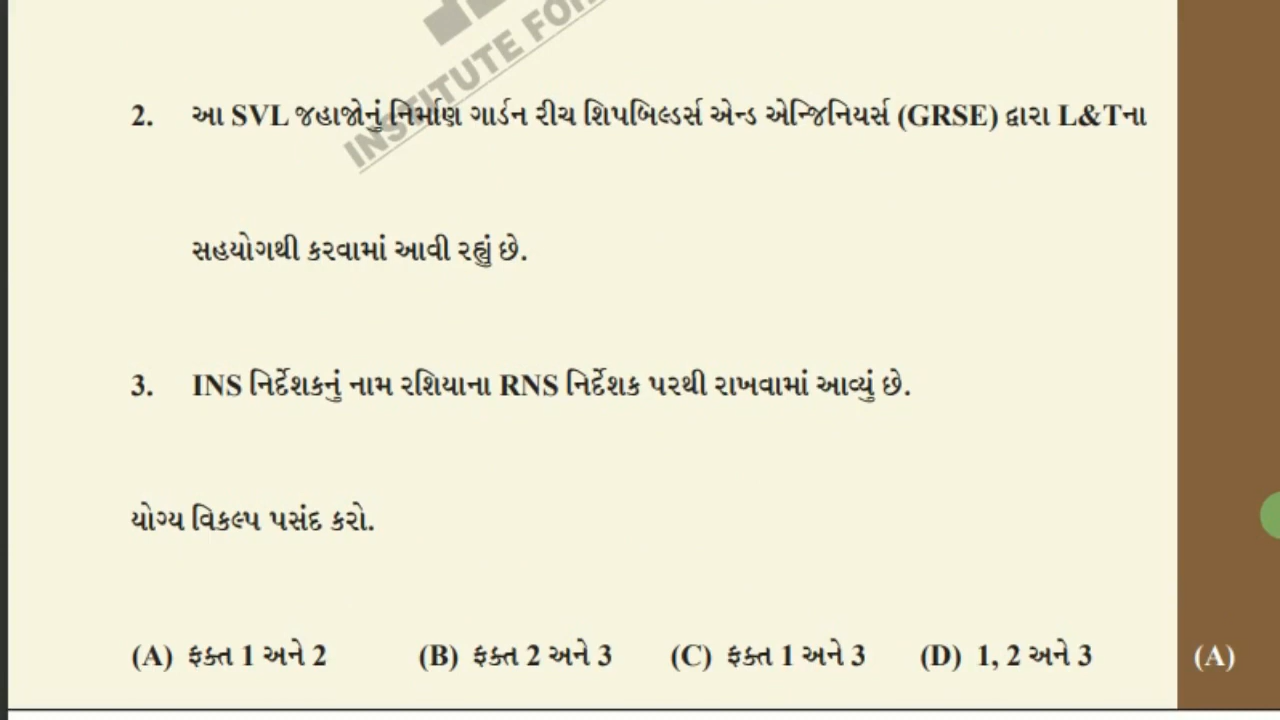 INSTITUTE FOR
2. આ SVL જહાજોનું નિર્માણ ગાર્ડન રીચ શિપબિલ્ડર્સ એન્ડ એન્જિનિયર્સ (GRSE) દ્વારા L&Tના
સહયોગથી કરવામાં આવી રહ્યું છે.
3. INS નિર્દેશકનું નામ રશિયાના RNS નિર્દેશક પરથી રાખવામાં આવ્યું છે.
યોગ્ય વિકલ્પ પસંદ કરો.
(A) ફક્ત 1 અને 2 (B) ફક્ત 2 અને 3 (C) ફક્ત 1 અને 3 (D) 1, 2 અને 3 (A)